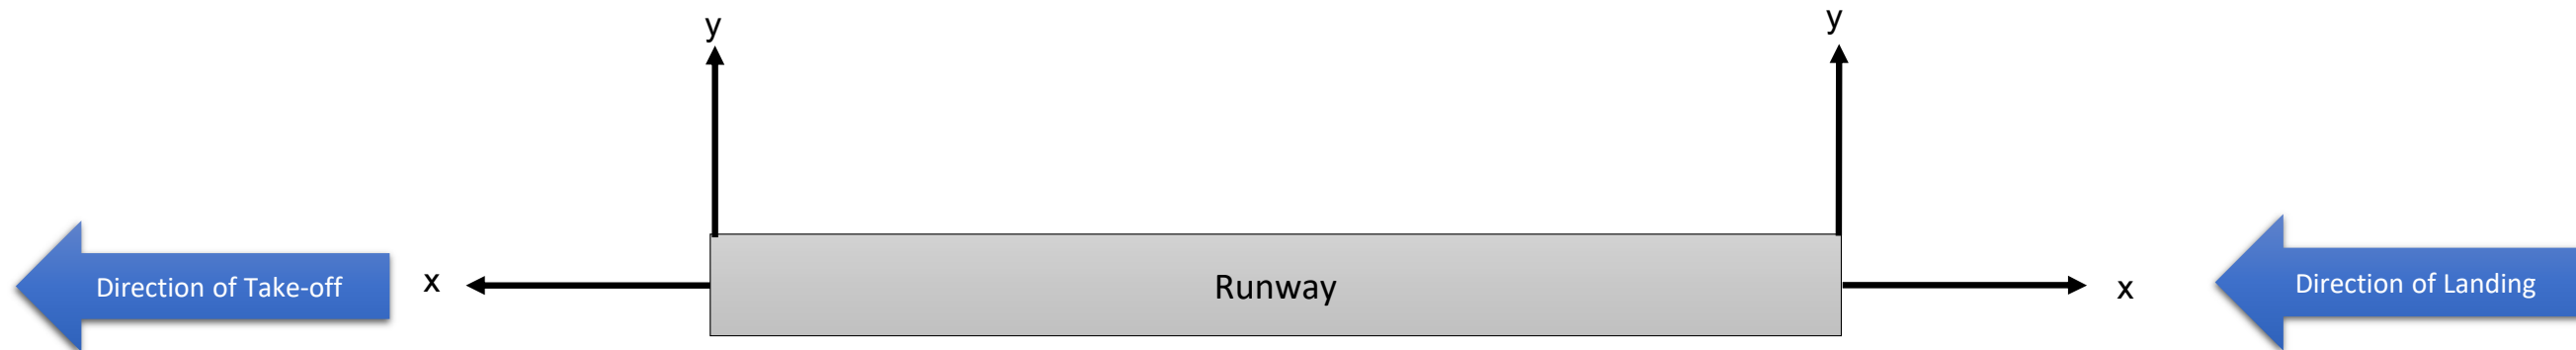 y
y
Direction of Take-off
x
Runway
x
Direction of Landing